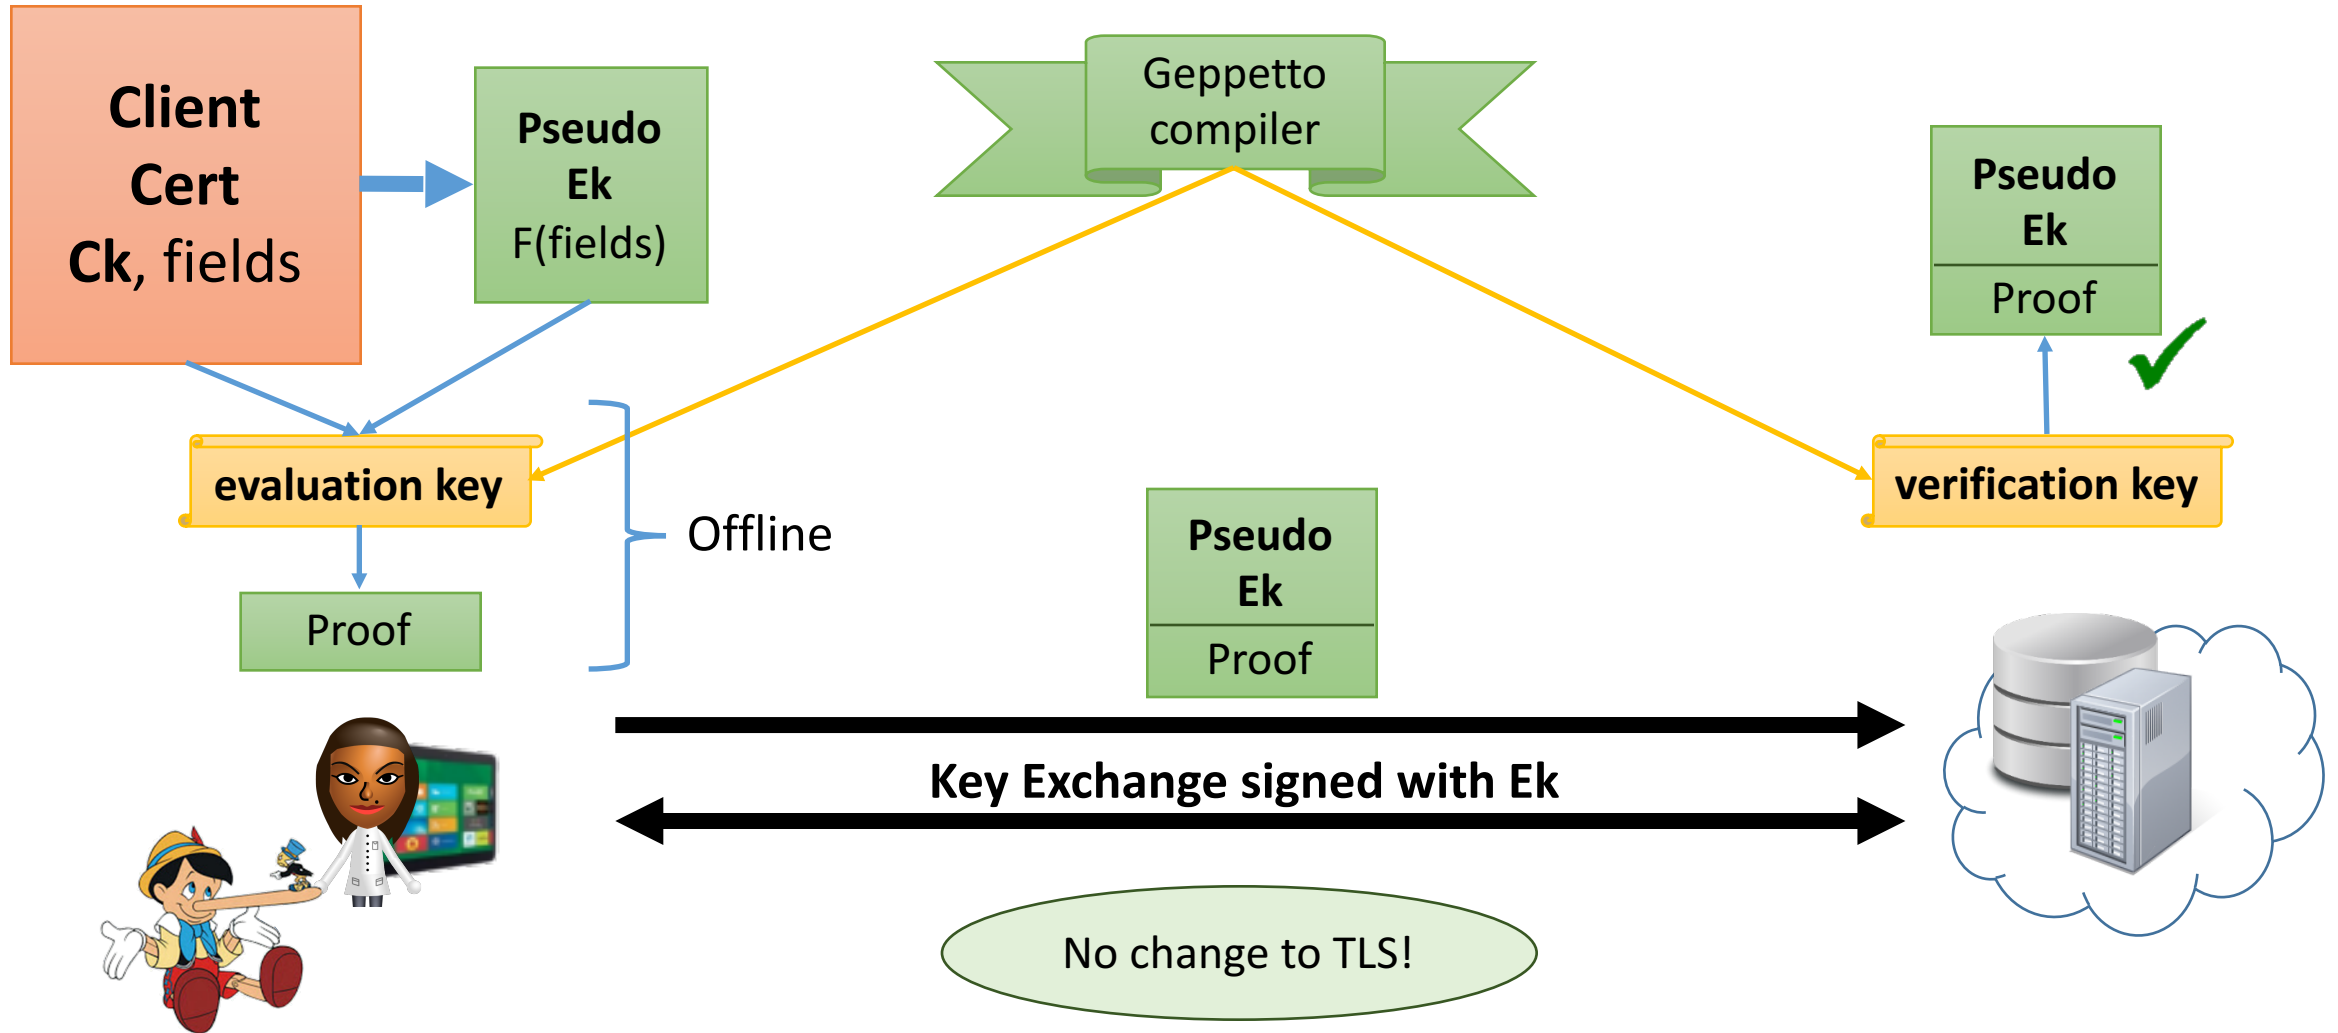 Client
Cert
Ck, fields
Pseudo
Ek
F(fields)
Geppetto
compiler
Pseudo
Ek
Proof
evaluation key
Offline
Proof
verification key
Pseudo
Ek
Proof
Key Exchange signed with Ek
No change to TLS!